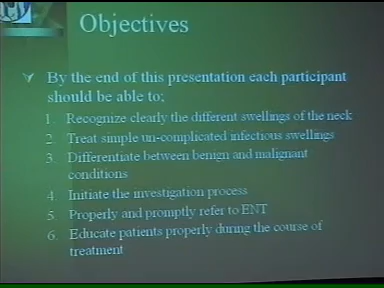 Objectives
By the end of this presentation each participant
should be able to;
1. Recognize clearly the different swellings of the neck
2. Treat simple un-complicated infectious swellings
3. Differentiate between benign and malignant
conditions
4. Initiate the investigation process
5. Properly and promptly refer to ENT
6. Educate patients properly during the course of
treatment